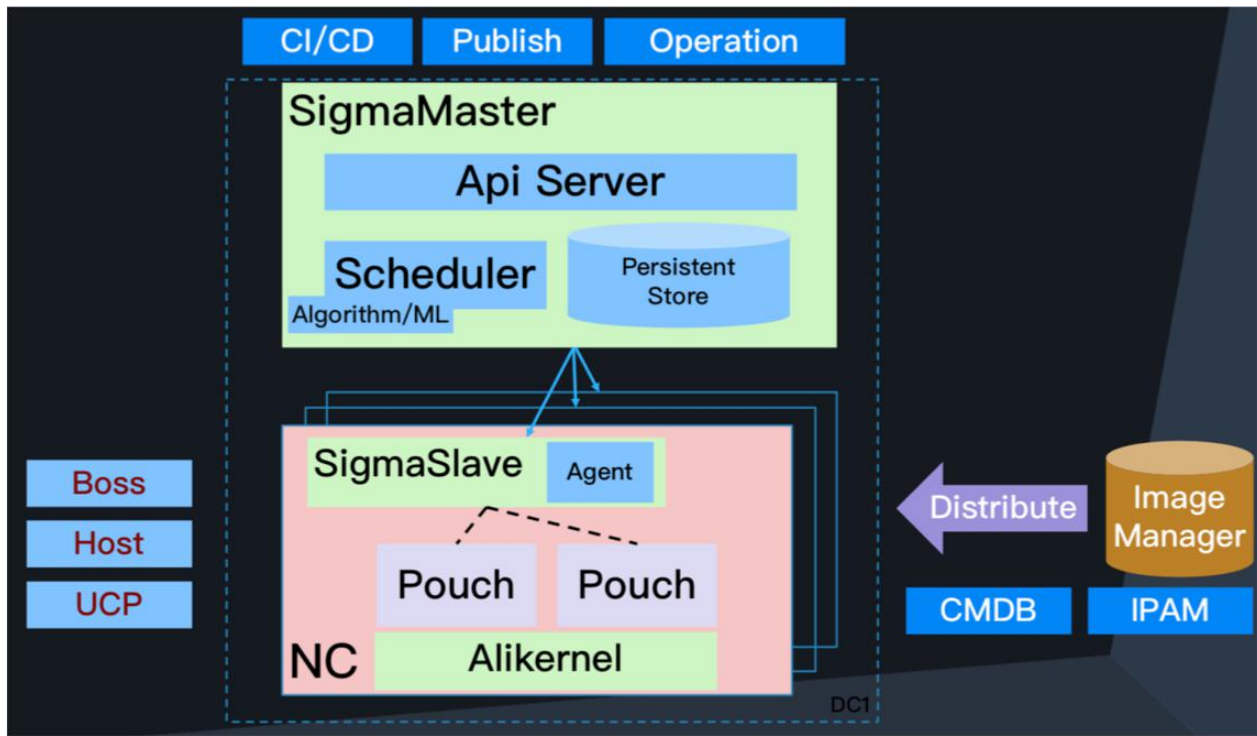 CI/CD
Publish
Operation
SigmaMaster
Api Server
Scheduler
Algorithm/ML
Persistent
Store
SigmaSlave
Agent
Pouch
Pouch
NC
Alikernel
DC1
Boss
Host
UCP
Distribute
Image
Manager
CMDB
IPAM